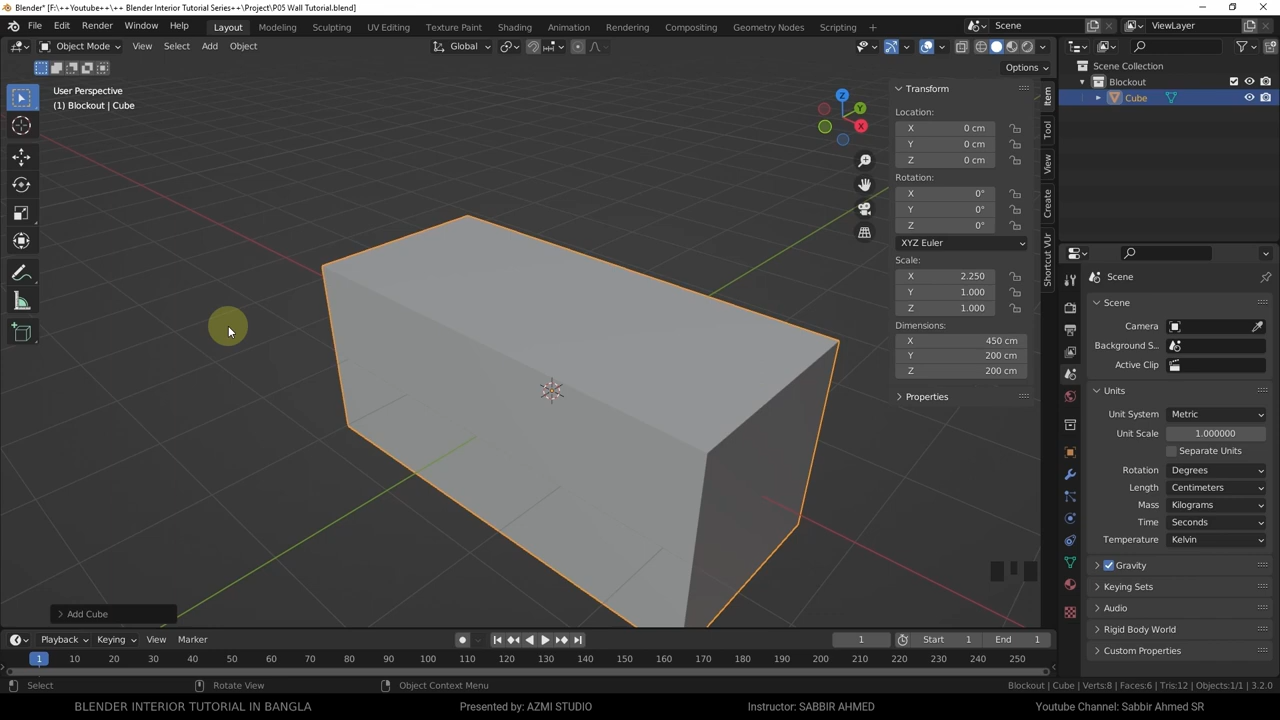 Blender* [F:\++Youtube++\++ Blender Interior Tutorial Series++\Project\P05 Wall Tutorial.blend]
File Edit Render Window Help Layout Modeling Sculpting UV Editing Texture Paint Shading Animation Rendering Compositing Geometry Nodes Scripting Scene ViewLayer
Object Mode View Select Add Object Global
Options
User Perspective
(1) Blockout | Cube
Z
Y
X
Transform
Location:
X 0 cm
Y 0 cm
Z 0 cm
Rotation:
X 0°
Y 0°
Z 0°
XYZ Euler
Scale:
X 2.250
Y 1.000
Z 1.000
Dimensions:
X 450 cm
Y 200 cm
Z 200 cm
Properties
Item
Tool
View
Create
Shortcut VUr
Scene Collection
Blockout
Cube
Scene
Scene
Camera
Background S...
Active Clip
Units
Unit System Metric
Unit Scale 1.000000
Separate Units
Rotation Degrees
Length Centimeters
Mass Kilograms
Time Seconds
Temperature Kelvin
Gravity
Keying Sets
Audio
Rigid Body World
Custom Properties
Add Cube
Playback Keying View Marker 1 Start 1 End 1
1 10 20 30 40 50 60 70 80 90 100 110 120 130 140 150 160 170 180 190 200 210 220 230 240 250
Select Rotate View Object Context Menu Blockout | Cube | Verts:8 | Faces:6 | Tris:12 | Objects:1/1 | 3.2.0
BLENDER INTERIOR TUTORIAL IN BANGLA Presented by: AZMI STUDIO Instructor: SABBIR AHMED Youtube Channel: Sabbir Ahmed SR